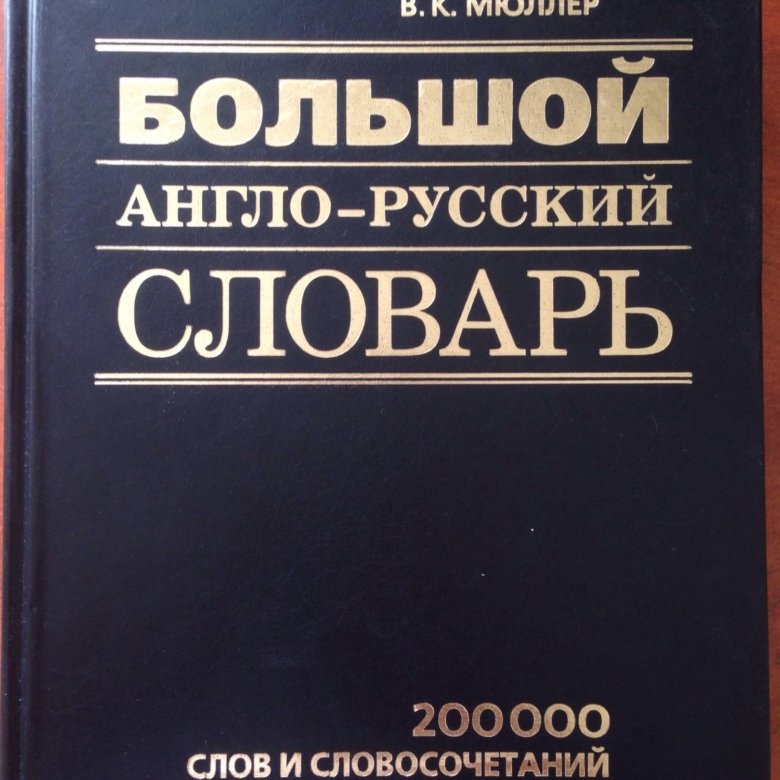 В. К. МЮЛЛЕР
БОЛЬШОЙ
АНГЛО-РУССКИЙ
СЛОВАРЬ
200 000
СЛОВ И СЛОВОСОЧЕТАНИЙ